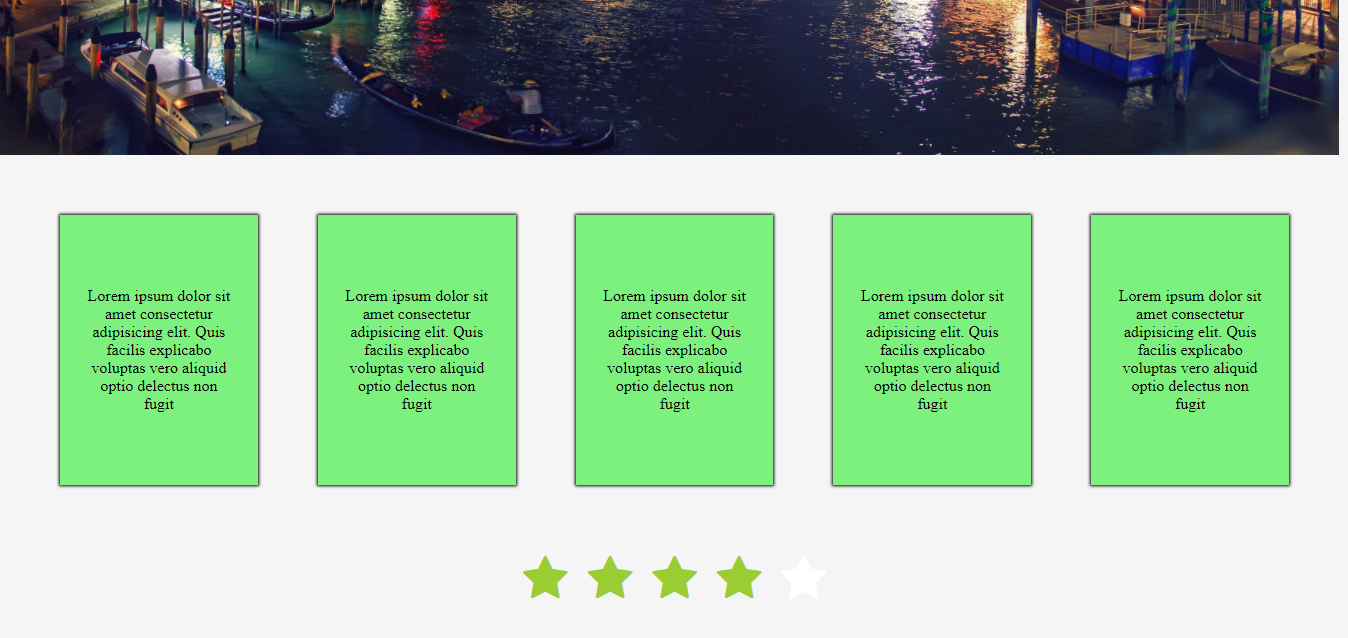 Lorem ipsum dolor sit
amet consectetur
adipisicing elit. Quis
facilis explicabo
voluptas vero aliquid
optio delectus non
fugit
Lorem ipsum dolor sit
amet consectetur
adipisicing elit. Quis
facilis explicabo
voluptas vero aliquid
optio delectus non
fugit
Lorem ipsum dolor sit
amet consectetur
adipisicing elit. Quis
facilis explicabo
voluptas vero aliquid
optio delectus non
fugit
Lorem ipsum dolor sit
amet consectetur
adipisicing elit. Quis
facilis explicabo
voluptas vero aliquid
optio delectus non
fugit
Lorem ipsum dolor sit
amet consectetur
adipisicing elit. Quis
facilis explicabo
voluptas vero aliquid
optio delectus non
fugit